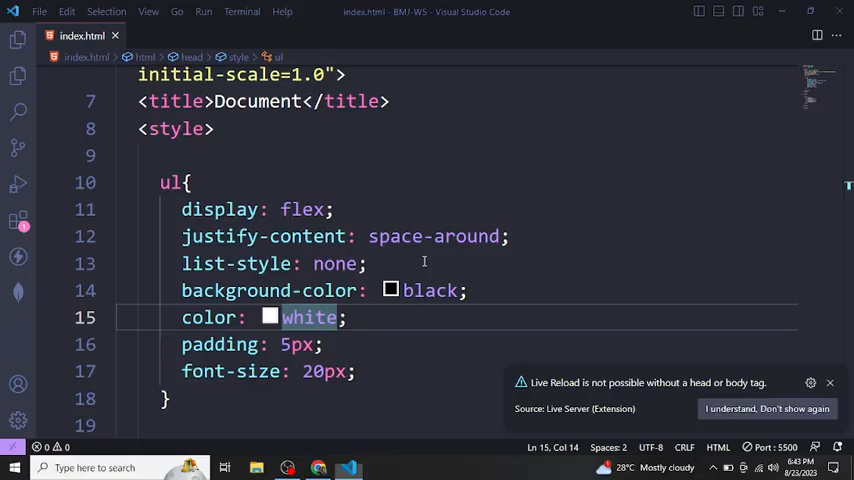 File Edit Selection View Go Run Terminal Help index.html - BMJ-W5 - Visual Studio Code
index.html
index.html > html > head > style > ul
initial-scale=1.0">
7 <title>Document</title>
8 <style>
9
10 ul{
11 display: flex;
12 justify-content: space-around;
13 list-style: none;
14 background-color: black;
15 color: white;
16 padding: 5px;
17 font-size: 20px;
18 }
19
1
Live Reload is not possible without a head or body tag.
Source: Live Server (Extension)
I understand, Don't show again
0 0 Ln 15, Col 14 Spaces: 2 UTF-8 CRLF HTML Port : 5500
Type here to search
28°C Mostly cloudy
6:43 PM
8/23/2023